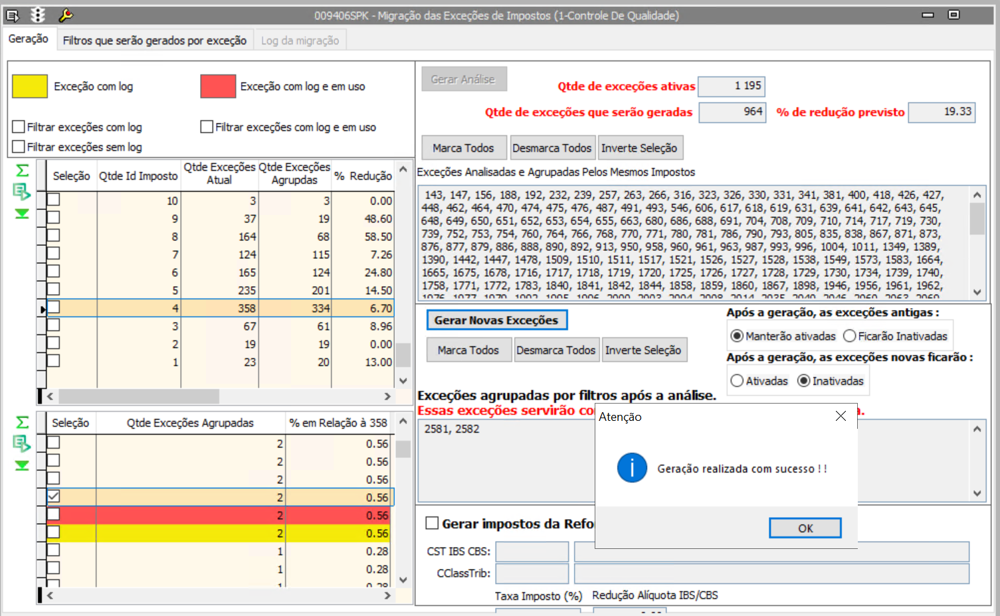 009406SPK - Migração das Exceções de Impostos (1-Controle De Qualidade)
Geração
Filtros que serão gerados por exceção
Log da migração
Exceção com log
Exceção com log e em uso
Filtrar exceções com log
Filtrar exceções com log e em uso
Filtrar exceções sem log
Gerar Análise
Qtde de exceções ativas
1 195
Qtde de exceções que serão geradas
964
% de redução previsto
19.33
Marca Todos
Desmarca Todos
Inverte Seleção
Seleção Qtde Id Imposto Qtde Exceções Atual Qtde Exceções Agrupdas % Redução
10 3 3 0.00
9 37 19 48.60
8 164 68 58.50
7 124 115 7.26
6 165 124 24.80
5 235 201 14.50
4 358 334 6.70
3 67 61 8.96
2 19 19 0.00
1 23 20 13.00
Exceções Analisadas e Agrupadas Pelos Mesmos Impostos
143, 147, 156, 188, 192, 232, 239, 257, 263, 266, 316, 323, 326, 330, 331, 341, 381, 400, 418, 426, 427,
448, 462, 464, 470, 474, 475, 476, 487, 491, 493, 546, 606, 617, 618, 619, 631, 639, 641, 642, 643, 645,
648, 649, 650, 651, 652, 653, 654, 655, 663, 680, 686, 688, 691, 704, 708, 709, 710, 714, 717, 719, 730,
739, 752, 753, 754, 760, 764, 766, 768, 770, 771, 780, 781, 786, 790, 793, 805, 835, 838, 867, 871, 873,
876, 877, 879, 886, 888, 890, 892, 913, 950, 958, 960, 961, 963, 987, 993, 996, 1004, 1011, 1349, 1389,
1390, 1442, 1447, 1478, 1509, 1510, 1511, 1517, 1521, 1526, 1527, 1528, 1538, 1549, 1573, 1583, 1664,
1665, 1675, 1678, 1716, 1717, 1718, 1719, 1720, 1725, 1726, 1727, 1728, 1729, 1730, 1734, 1739, 1740,
1758, 1771, 1772, 1783, 1840, 1841, 1842, 1844, 1858, 1859, 1860, 1867, 1898, 1946, 1956, 1961, 1962,
Gerar Novas Exceções
Marca Todos
Desmarca Todos
Inverte Seleção
Após a geração, as exceções antigas :
Manterão ativadas
Ficarão Inativadas
Após a geração, as exceções novas ficarão :
Ativadas
Inativadas
Exceções agrupadas por filtros após a análise.
Essas exceções servirão co
a.
2581, 2582
Seleção Qtde Exceções Agrupadas % em Relação à 358
2 0.56
2 0.56
2 0.56
2 0.56
2 0.56
2 0.56
1 0.28
1 0.28
1 0.28
Atenção
Geração realizada com sucesso ! !
OK
Gerar impostos da Refo
CST IBS CBS:
CClassTrib:
Taxa Imposto (%)
Redução Alíquota IBS/CBS